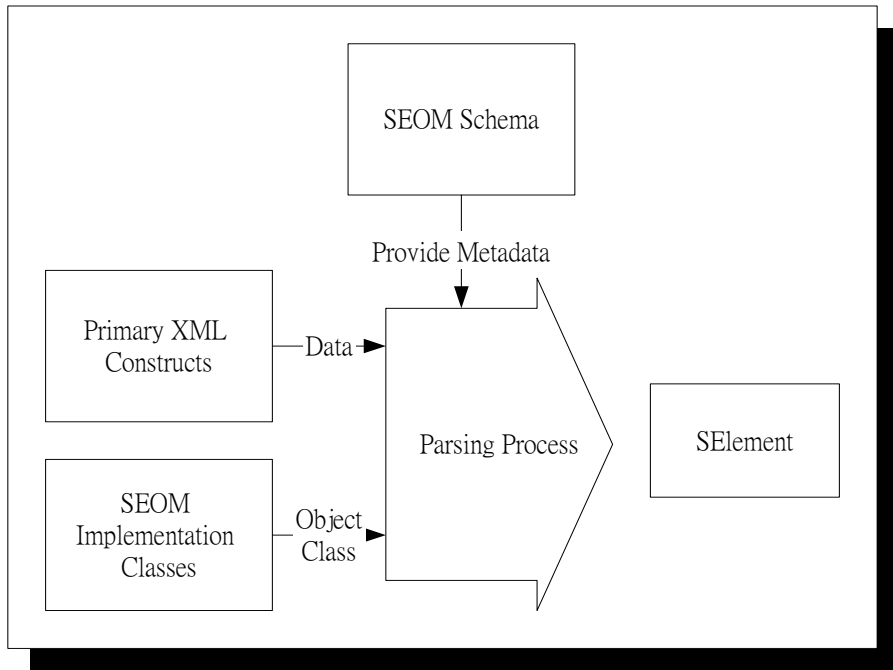 SEOM Schema
Provide Metadata
Primary XML
Constructs
Data
Parsing Process
SElement
SEOM
Implementation
Classes
Object
Class